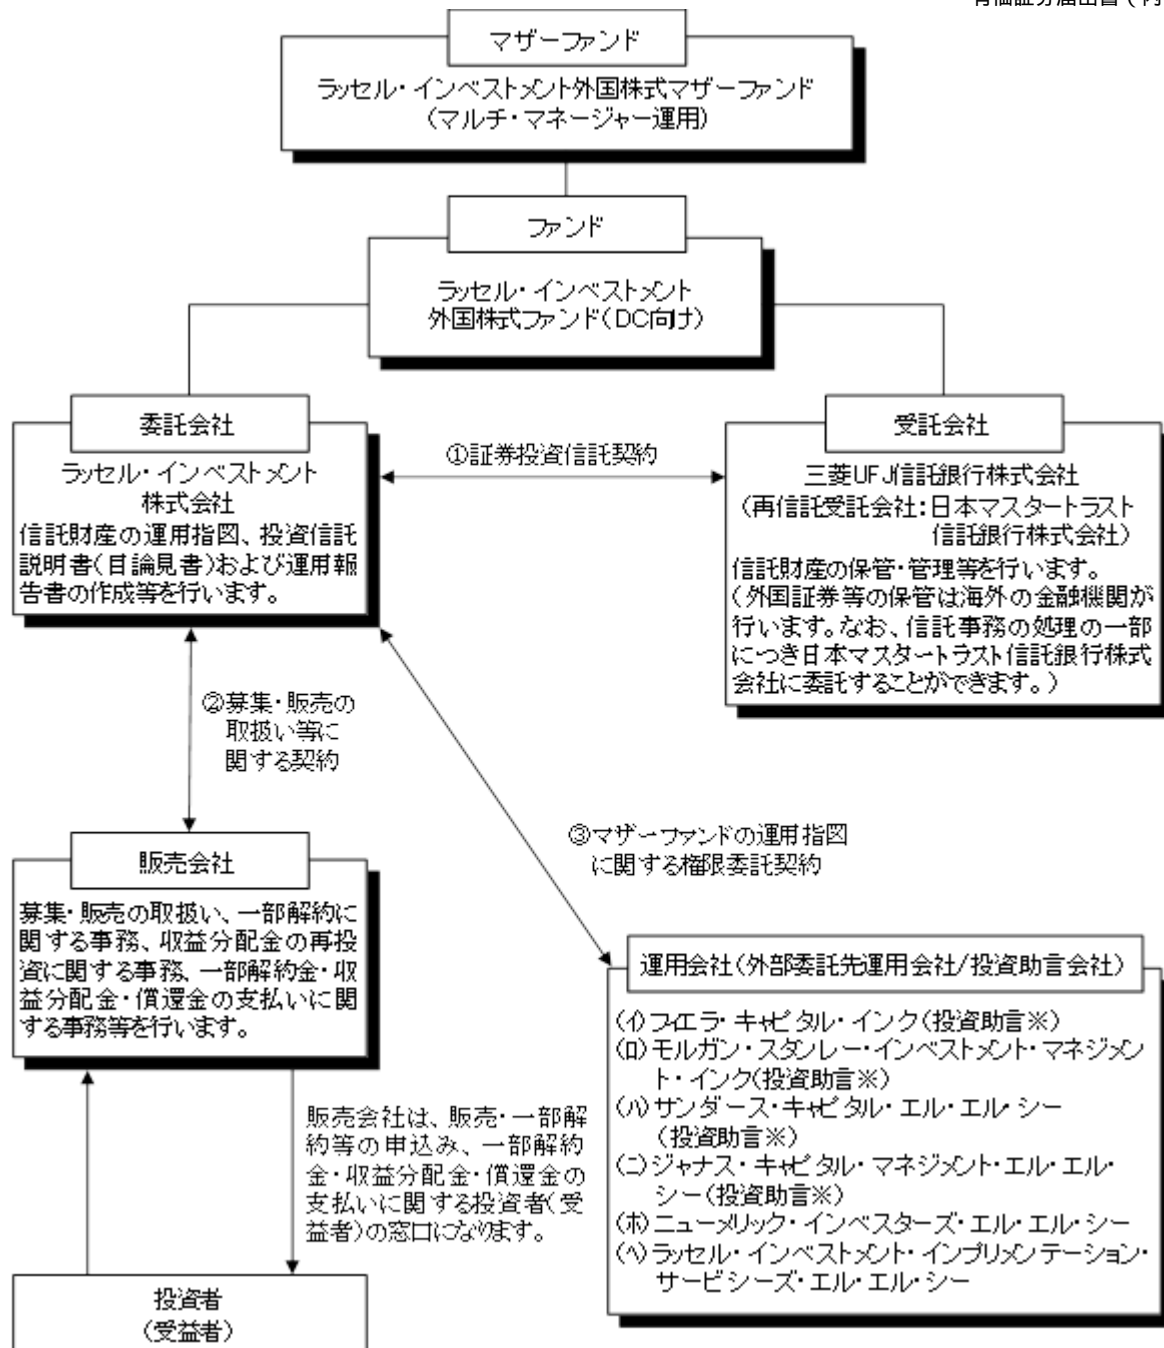 マザーファンド
ラッセル・インベストメント外国株式マザーファンド
(マルチ・マネージャー運用)
ファンド
ラッセル・インベストメント
外国株式ファンド(DC向け)
委託会社
ラッセル・インベストメント
株式会社
信託財産の運用指図、投資信託
説明書(目論見書)および運用報
告書の作成等を行います。
①証券投資信託契約
受託会社
三菱UFJ信託銀行株式会社
(再信託受託会社:日本マスタートラスト
信託銀行株式会社)
信託財産の保管・管理等を行います。
(外国証券等の保管は海外の金融機関が
行います。なお、信託事務の処理の一部
につき日本マスタートラスト信託銀行株式
会社に委託することができます。)
②募集・販売の
取扱い等に
関する契約
③マザーファンドの運用指図
に関する権限委託契約
販売会社
募集・販売の取扱い、一部解約に
関する事務、収益分配金の再投
資に関する事務、一部解約金・収
益分配金・償還金の支払いに関
する事務等を行います。
運用会社(外部委託先運用会社/投資助言会社)
(イ)フィエラ・キャピタル・インク(投資助言※)
(ロ)モルガン・スタンレー・インベストメント・マネジメン
ト・インク(投資助言※)
(ハ)サンダース・キャピタル・エル・エル・シー
(投資助言※)
(ニ)ジャナス・キャピタル・マネジメント・エル・エル・
シー(投資助言※)
(ホ)ニューメリック・インベスターズ・エル・エル・シー
(ヘ)ラッセル・インベストメント・インプリメンテーション・
サービシーズ・エル・エル・シー
販売会社は、販売・一部解
約等の申込み、一部解約
金・収益分配金・償還金の
支払いに関する投資者(受
益者)の窓口になります。
投資者
(受益者)